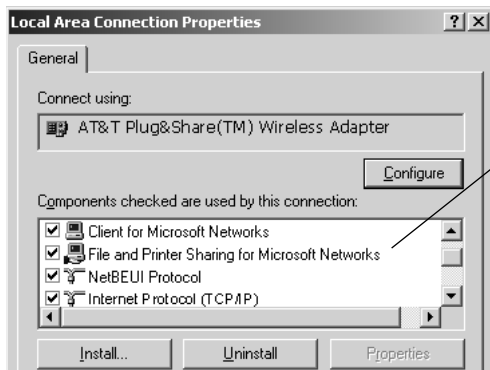 Local Area Connection Properties
General
Connect using:
AT&T Plug&Share(TM) Wireless Adapter
Configure
Components checked are used by this connection:
Client for Microsoft Networks
File and Printer Sharing for Microsoft Networks
NetBEUI Protocol
Internet Protocol (TCP/IP)
Install... Uninstall Properties